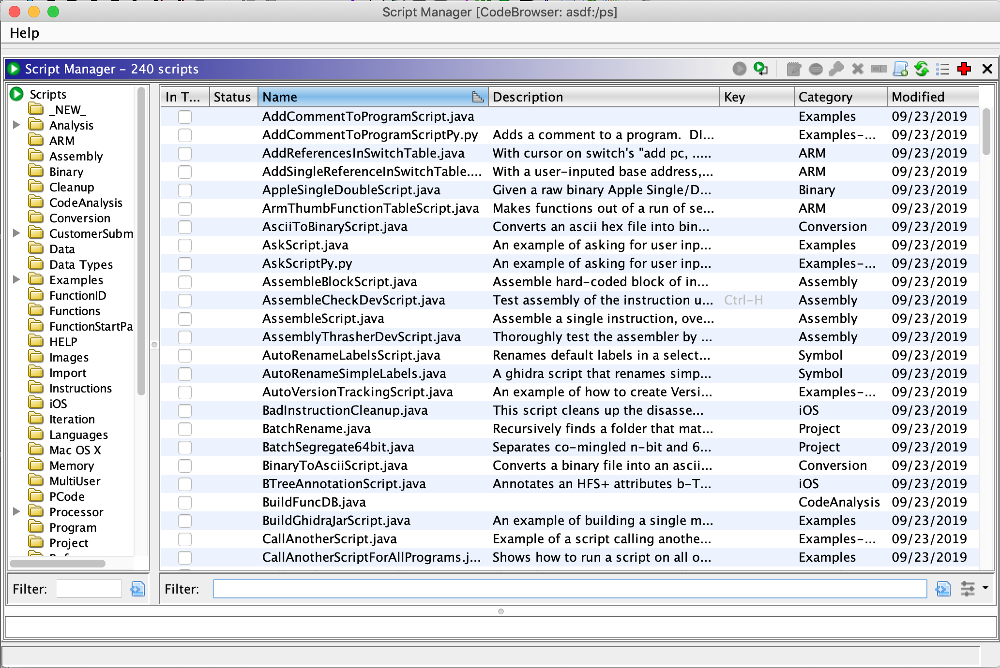 Script Manager [CodeBrowser: asdf:/ps]
Help
Script Manager – 240 scripts
Scripts
_NEW_
Analysis
ARM
Assembly
Binary
Cleanup
CodeAnalysis
Conversion
CustomerSubm
Data
Data Types
Examples
FunctionID
Functions
FunctionStartPa
HELP
Images
Import
Instructions
iOS
Iteration
Languages
Mac OS X
Memory
MultiUser
PCode
Processor
Program
Project
Filter:
In T... Status Name Description Key Category Modified
AddCommentToProgramScript.java Examples 09/23/2019
AddCommentToProgramScriptPy.py Adds a comment to a program.  DI... Examples-... 09/23/2019
AddReferencesInSwitchTable.java With cursor on switch's "add pc, ..... ARM 09/23/2019
AddSingleReferenceInSwitchTable.... With a user-inputed base address,... ARM 09/23/2019
AppleSingleDoubleScript.java Given a raw binary Apple Single/D... Binary 09/23/2019
ArmThumbFunctionTableScript.java Makes functions out of a run of se... ARM 09/23/2019
AsciiToBinaryScript.java Converts an ascii hex file into bin... Conversion 09/23/2019
AskScript.java An example of asking for user inp... Examples 09/23/2019
AskScriptPy.py An example of asking for user inp... Examples-... 09/23/2019
AssembleBlockScript.java Assemble hard-coded block of in... Assembly 09/23/2019
AssembleCheckDevScript.java Test assembly of the instruction u... Ctrl-H Assembly 09/23/2019
AssembleScript.java Assemble a single instruction, ove... Assembly 09/23/2019
AssemblyThrasherDevScript.java Thoroughly test the assembler by ... Assembly 09/23/2019
AutoRenameLabelsScript.java Renames default labels in a select... Symbol 09/23/2019
AutoRenameSimpleLabels.java A ghidra script that renames simp... Symbol 09/23/2019
AutoVersionTrackingScript.java An example of how to create Versi... Examples-... 09/23/2019
BadInstructionCleanup.java This script cleans up the disasse... iOS 09/23/2019
BatchRename.java Recursively finds a folder that mat... Project 09/23/2019
BatchSegregate64bit.java Separates co-mingled n-bit and 6... Project 09/23/2019
BinaryToAsciiScript.java Converts a binary file into an ascii... Conversion 09/23/2019
BTreeAnnotationScript.java Annotates an HFS+ attributes b-T... iOS 09/23/2019
BuildFuncDB.java CodeAnalysis 09/23/2019
BuildGhidraJarScript.java An example of building a single m... Examples 09/23/2019
CallAnotherScript.java Example of a script calling anothe... Examples-... 09/23/2019
CallAnotherScriptForAllPrograms.j... Shows how to run a script on all o... Examples 09/23/2019
Filter: